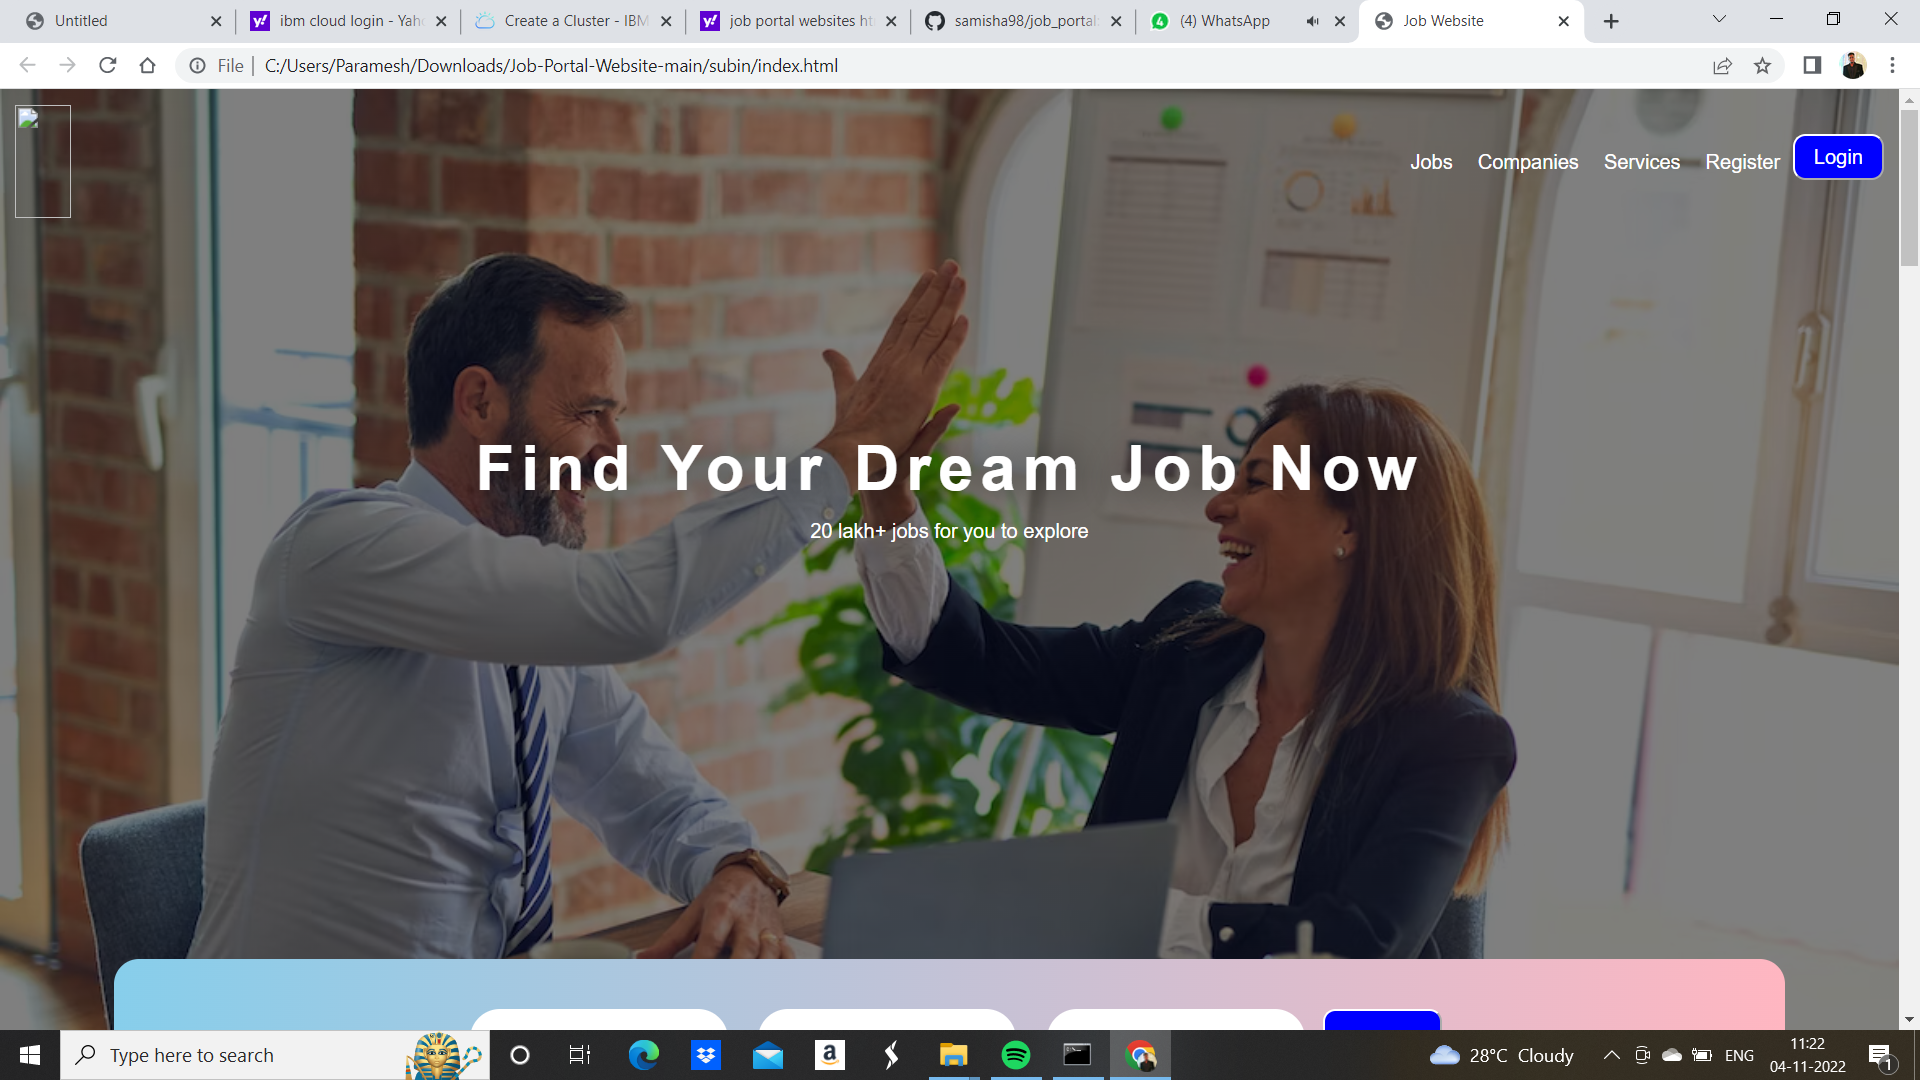 Untitled
ibm cloud login - Yah
Create a Cluster - IBM
job portal websites ht
samisha98/job_portal
(4) WhatsApp
Job Website
File
C:/Users/Paramesh/Downloads/Job-Portal-Website-main/subin/index.html
Jobs
Companies
Services
Register
Login
Find Your Dream Job Now
20 lakh+ jobs for you to explore
Type here to search
28°C Cloudy
ENG
11:22
04-11-2022
1